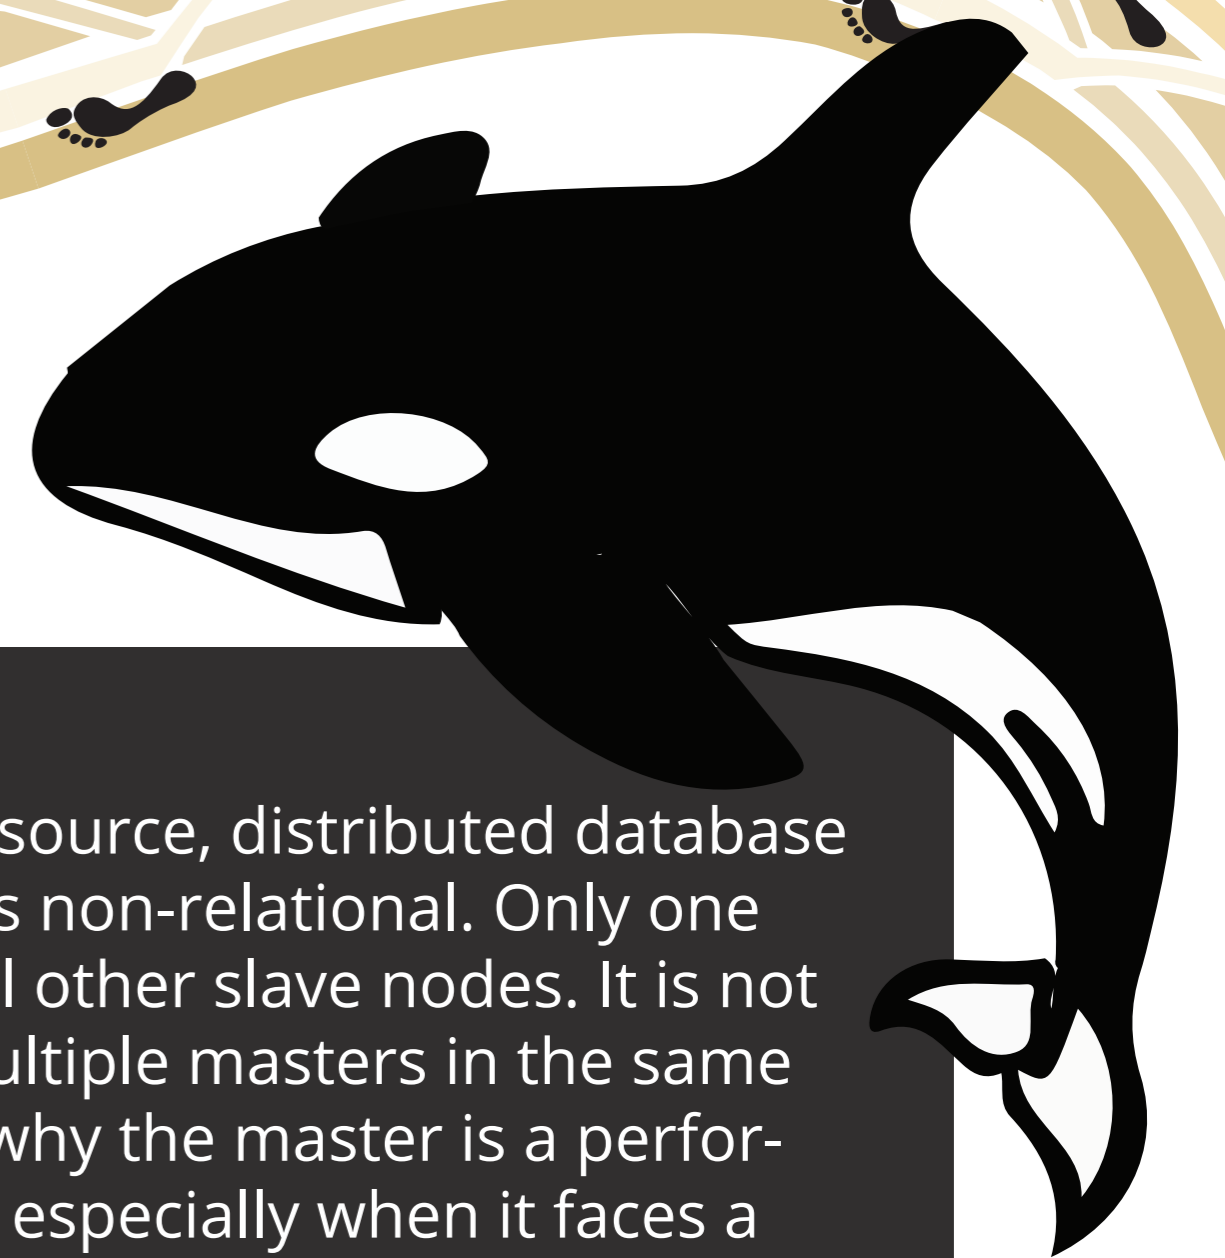 source, distributed database
s non-relational. Only one
l other slave nodes. It is not
ultiple masters in the same
why the master is a perfor-
especially when it faces a